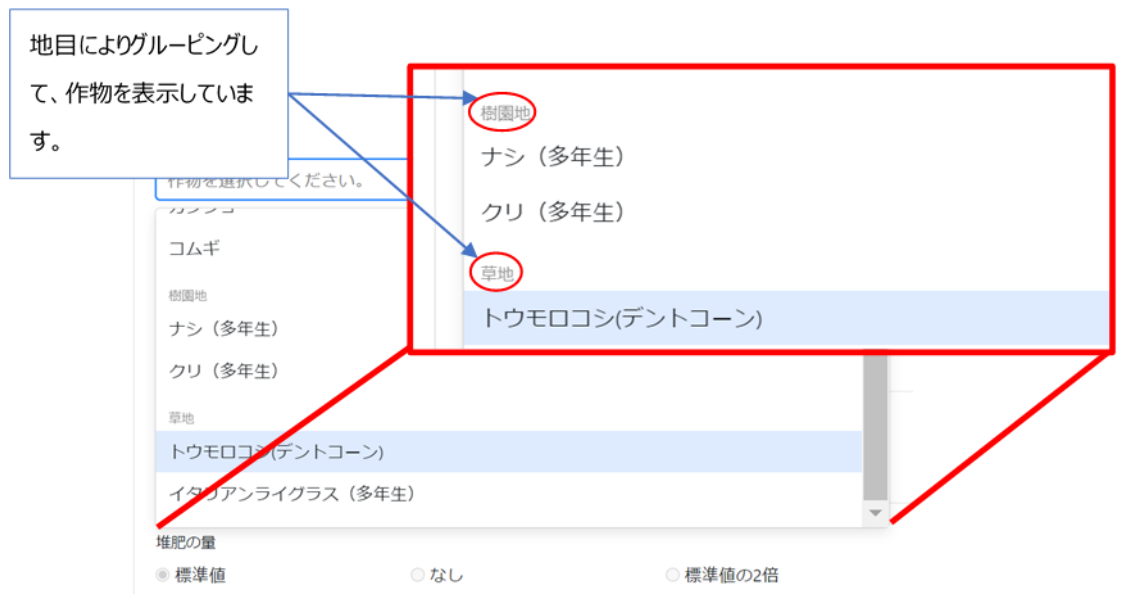 地目によりグルーピングし
て、作物を表示していま
す。
作物を選択してください。
コムギ
樹園地
ナシ（多年生）
クリ（多年生）
草地
トウモロコシ(デントコーン)
イタリアンライグラス（多年生）
樹園地
ナシ（多年生）
クリ（多年生）
草地
トウモロコシ(デントコーン)
堆肥の量
標準値
なし
標準値の2倍